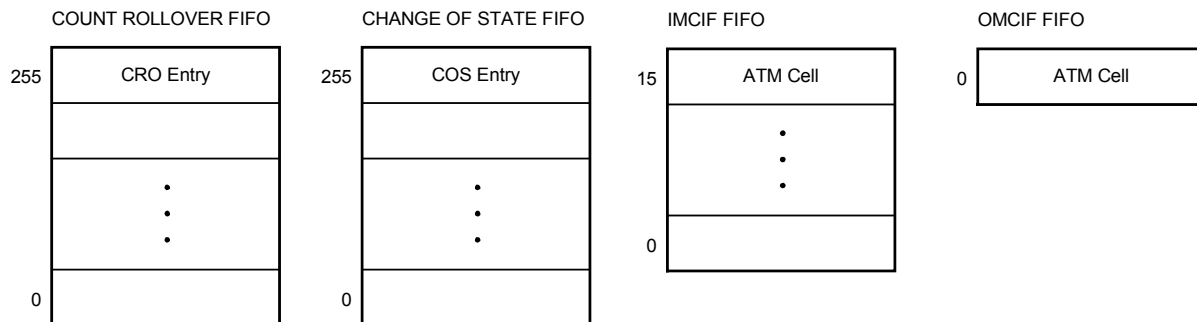 COUNT ROLLOVER FIFO CHANGE OF STATE FIFO IMCIF FIFO OMCIF FIFO
255 CRO Entry 255 COS Entry 15 ATM Cell 0 ATM Cell
0
0 0